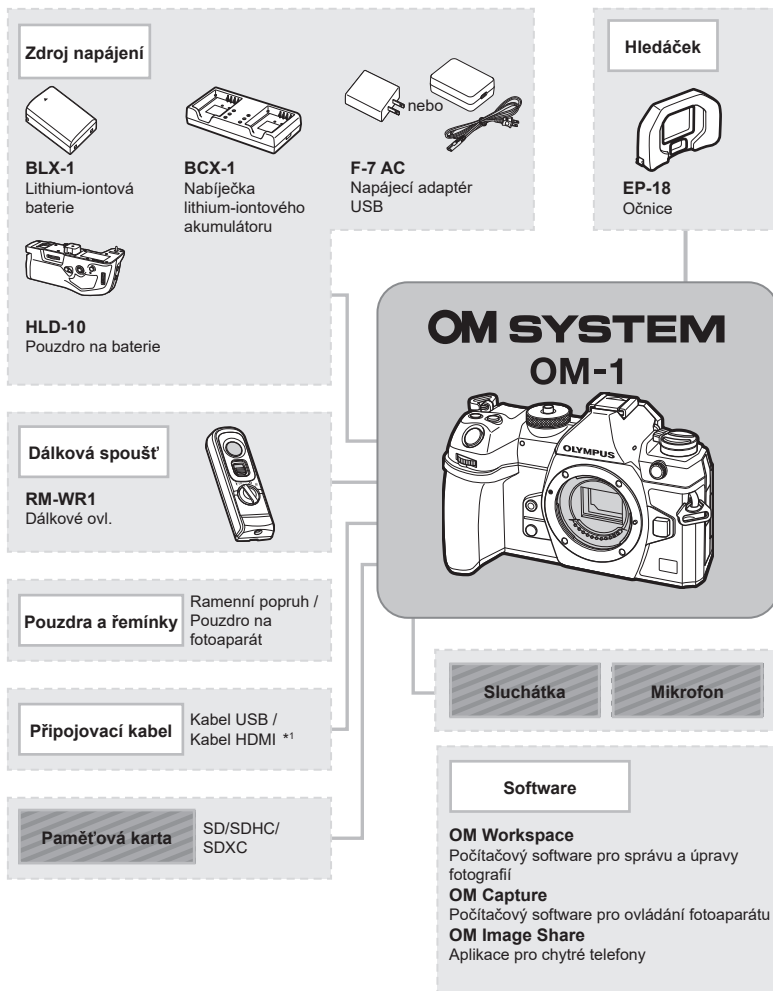 Zdroj napájení
nebo
BLX-1
Lithium-iontová
baterie
BCX-1
Nabíječka
lithium-iontového
akumulátoru
F-7 AC
Napájecí adaptér
USB
HLD-10
Pouzdro na baterie
Hledáček
EP-18
Očnice
OM SYSTEM
OM-1
OLYMPUS
Dálková spoušť
RM-WR1
Dálkové ovl.
Pouzdra a řemínky
Ramenní popruh /
Pouzdro na
fotoaparát
Připojovací kabel
Kabel USB /
Kabel HDMI *1
Paměťová karta
SD/SDHC/
SDXC
Sluchátka
Mikrofon
Software
OM Workspace
Počítačový software pro správu a úpravy
fotografií
OM Capture
Počítačový software pro ovládání fotoaparátu
OM Image Share
Aplikace pro chytré telefony